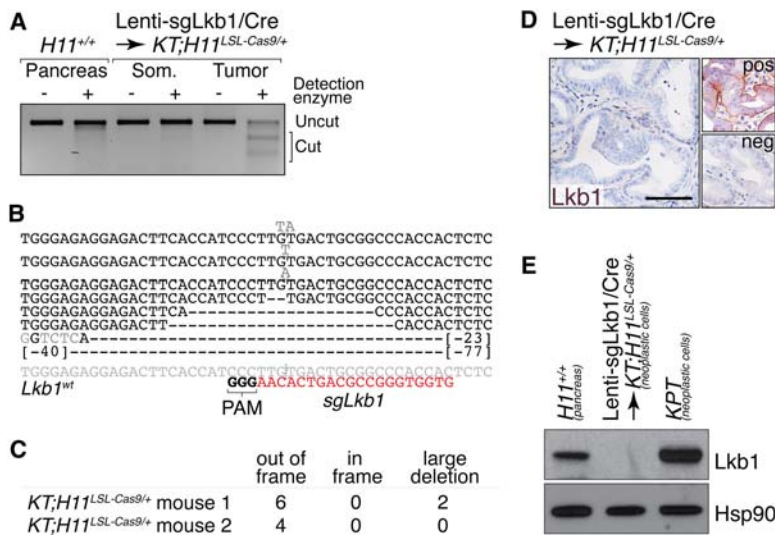 A
Lenti-sgLkb1/Cre
H11+/+ → KT;H11LSL-Cas9/+
Pancreas Som. Tumor
- + - + - + Detection enzyme
Uncut
Cut
B
TA
TGGGAGAGGAGACTTCACCATCCCTTGTGACTGCGGCCCACCACTCTC
T
TGGGAGAGGAGACTTCACCATCCCTTGTGACTGCGGCCCACCACTCTC
A
TGGGAGAGGAGACTTCACCATCCCTTGTGACTGCGGCCCACCACTCTC
TGGGAGAGGAGACTTCACCATCCCT--TGACTGCGGCCCACCACTCTC
TGGGAGAGGAGACTTCA-------------------CCCACCACTCTC
TGGGAGAGGAGACTT-----------------------CACCACTCTC
GGTCTCA------------------------------------[-23]
[-40]--------------------------------------[-77]
TGGGAGAGGAGACTTCACCATCCCTTGTGACTGCGGCCCACCACTCTC
Lkb1wt GGGAACACTGACGCCGGGTGGTG
PAM sgLkb1
C
out of frame in frame large deletion
KT;H11LSL-Cas9/+ mouse 1 6 0 2
KT;H11LSL-Cas9/+ mouse 2 4 0 0
D
Lenti-sgLkb1/Cre
→ KT;H11LSL-Cas9/+
pos
neg
Lkb1
E
H11+/+ (pancreas)
Lenti-sgLkb1/Cre
→ KT;H11LSL-Cas9/+ (neoplastic cells)
KPT (neoplastic cells)
Lkb1
Hsp90